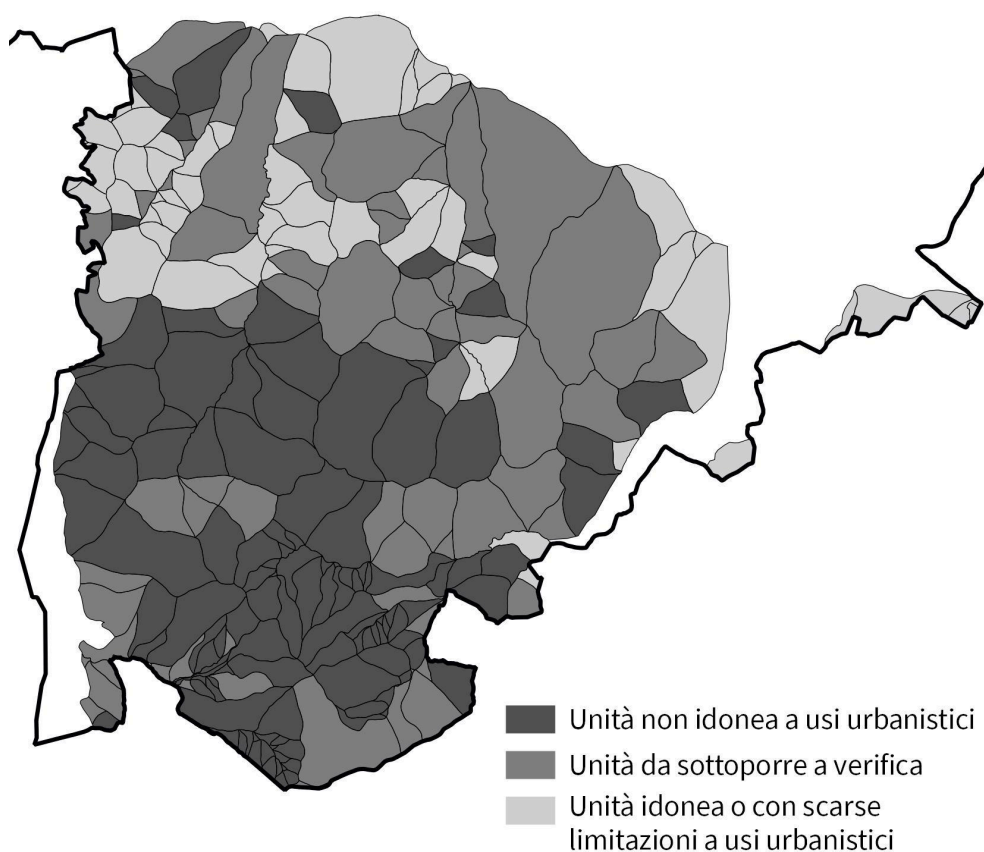 Unità non idonea a usi urbanistici
Unità da sottoporre a verifica
Unità idonea o con scarse
limitazioni a usi urbanistici